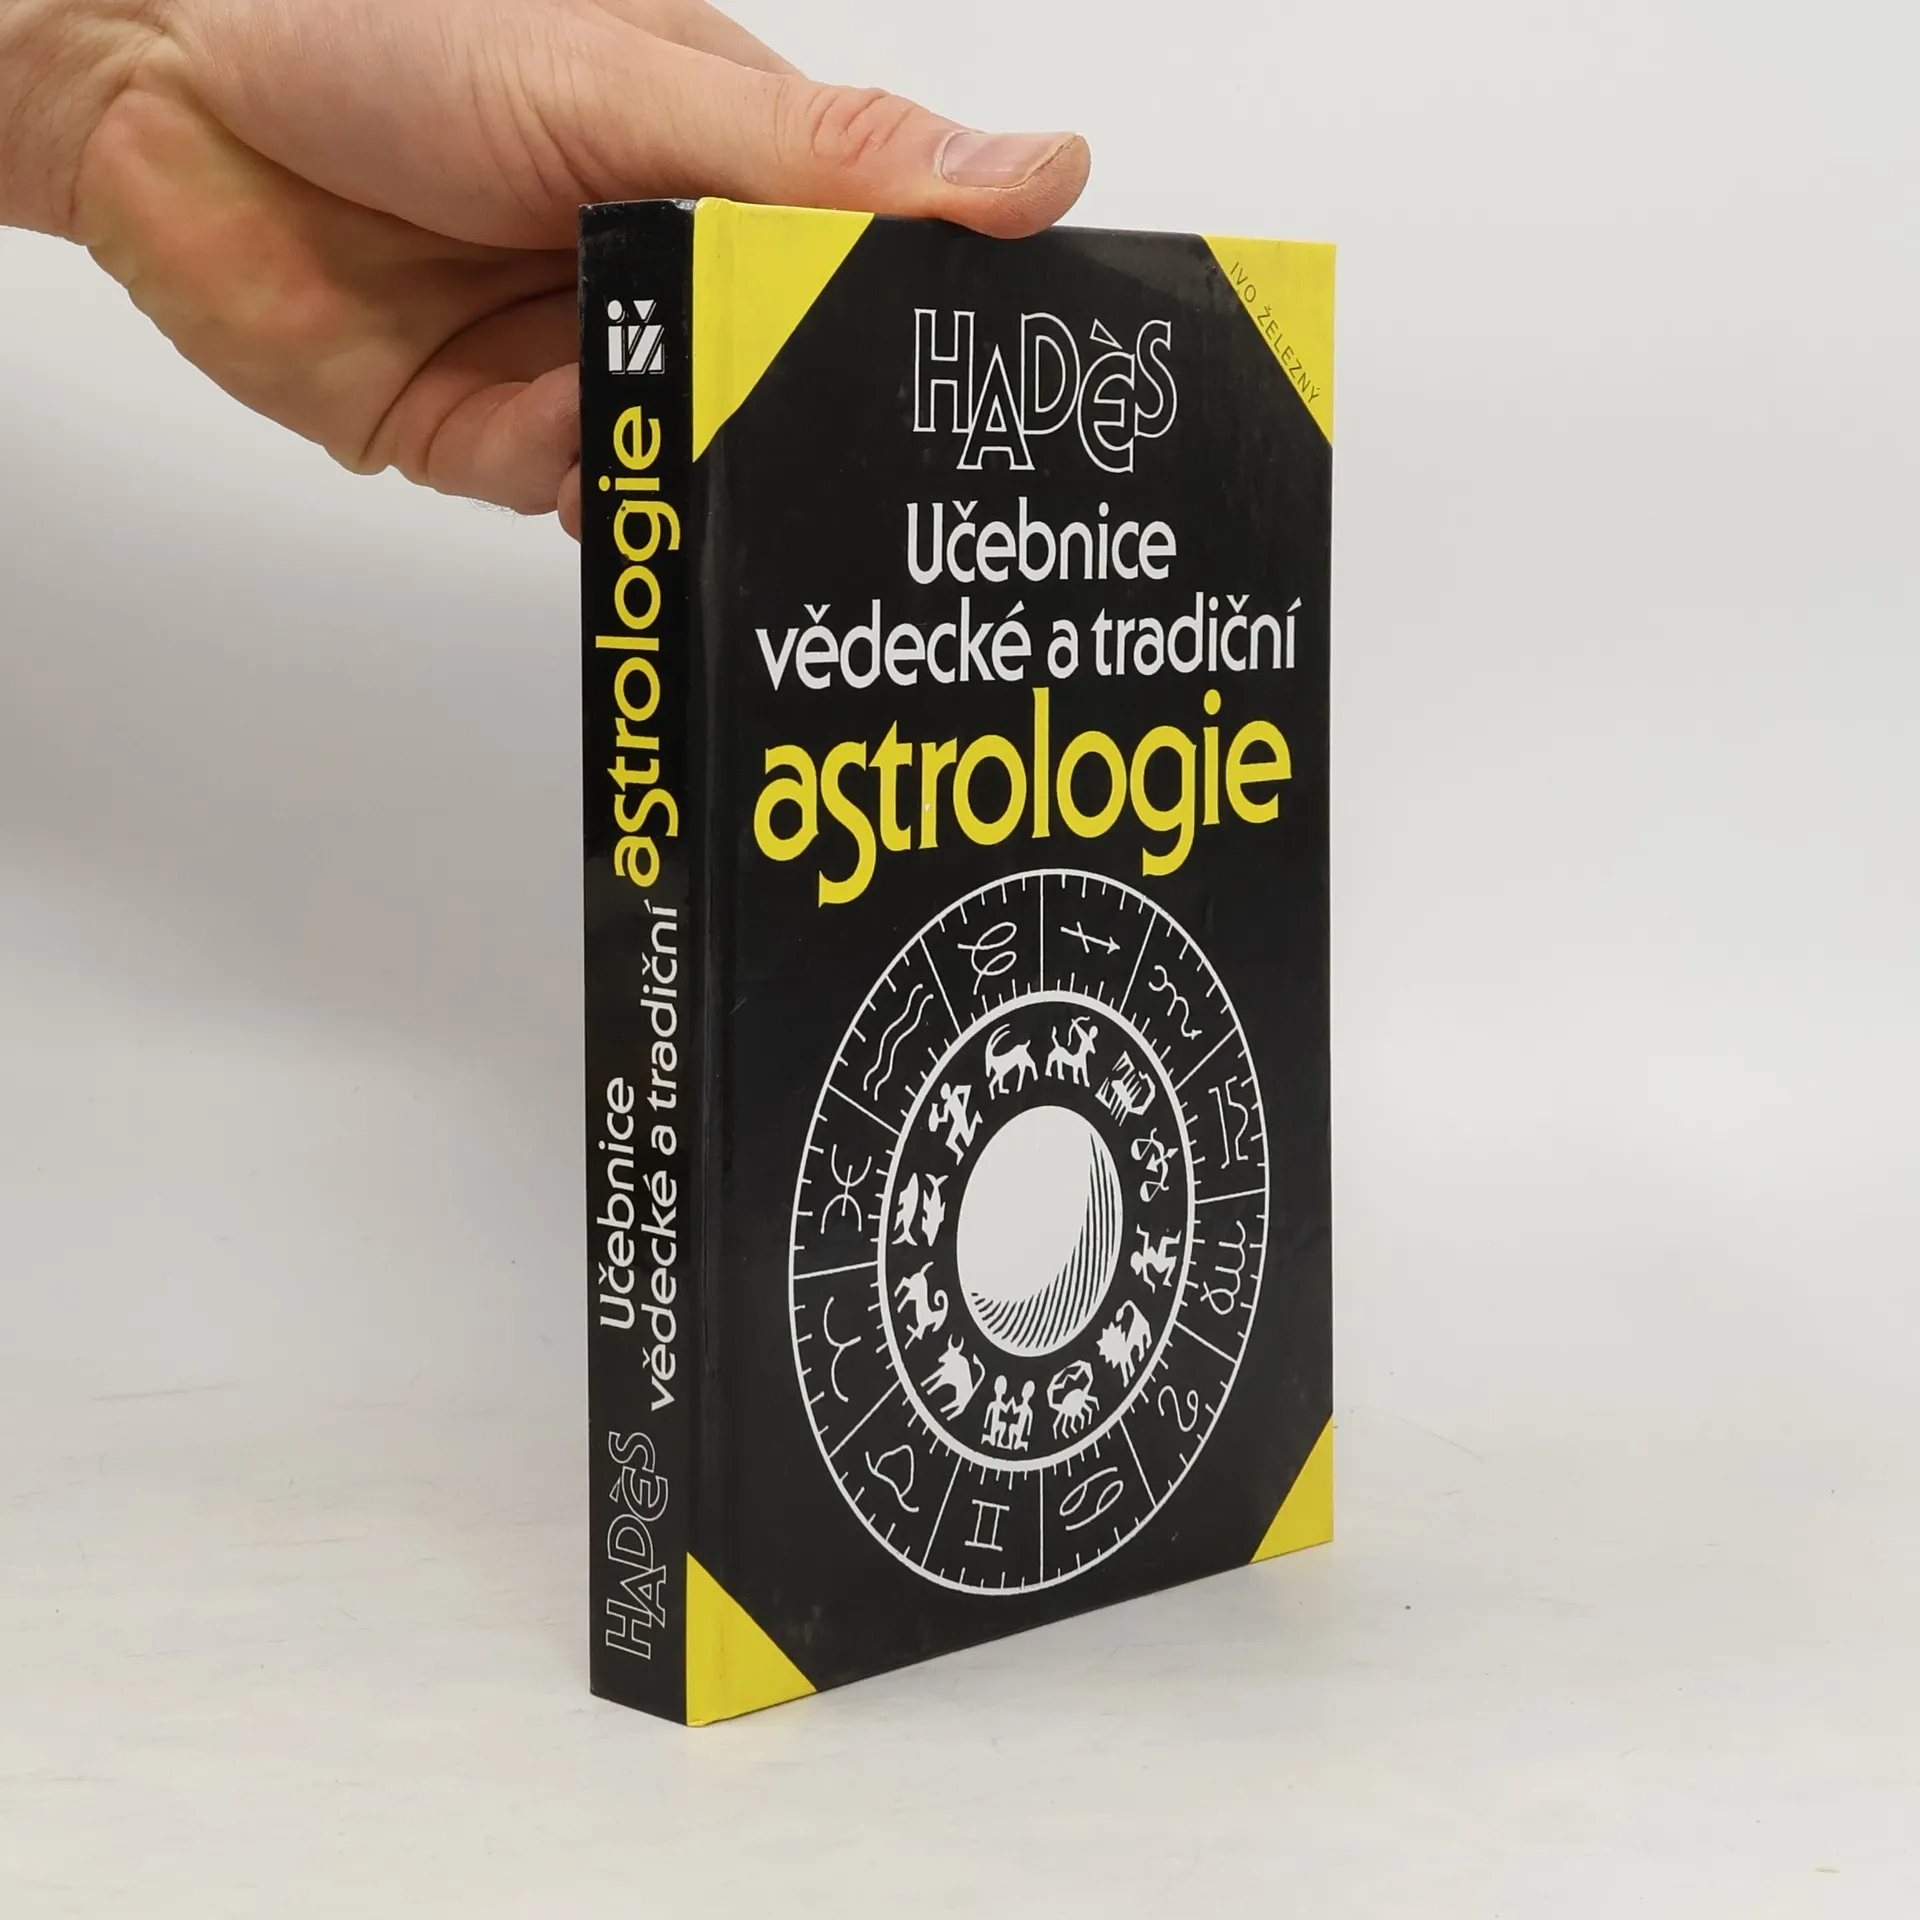 HADÈS
IVO ŽELEZNÝ
Učebnice
vědecké a tradiční
astrologie
HADÈS
Učebnice
vědecké a tradiční
astrologie
iž